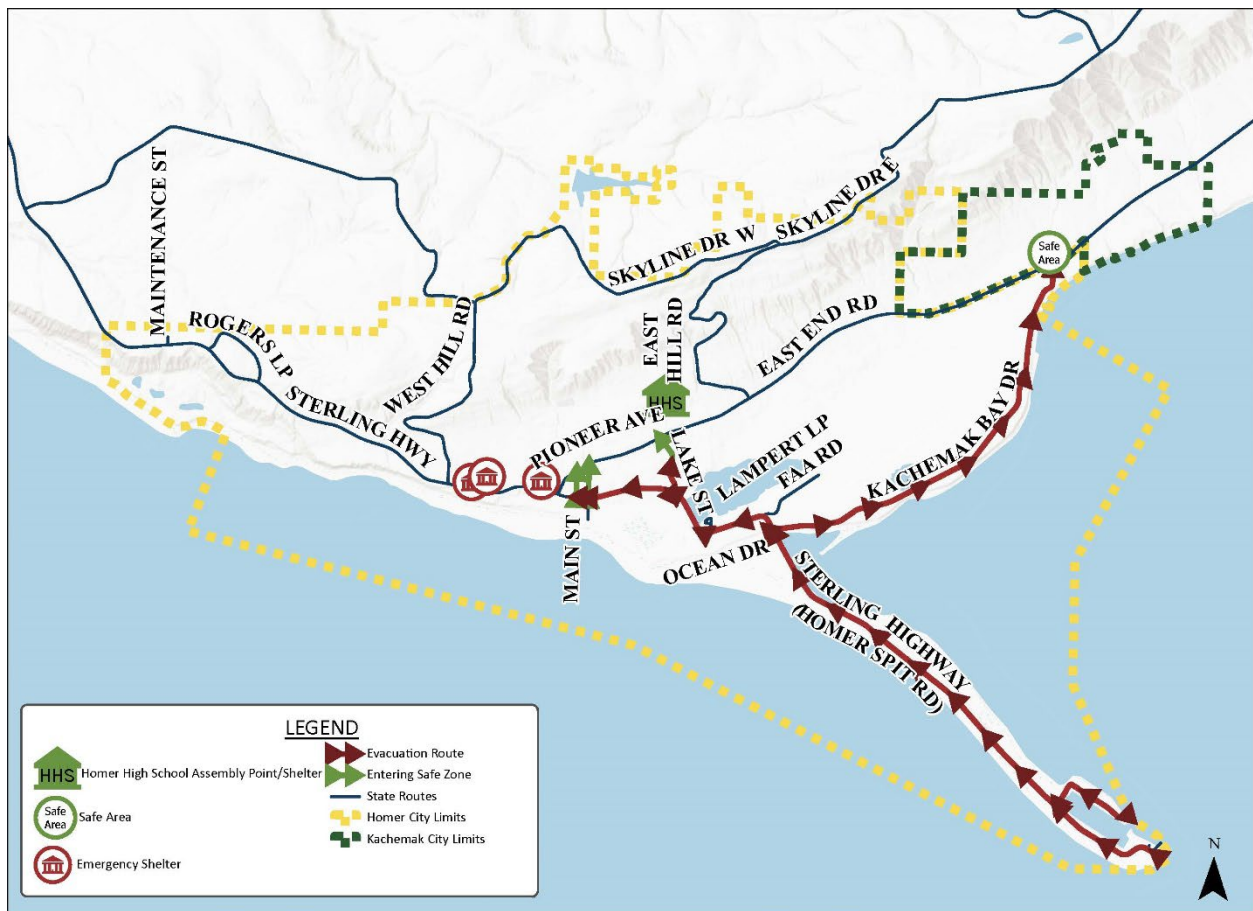 MAINTENANCE ST
ROGERS LP
STERLING HWY
WEST HILL RD
SKYLINE DR W
SKYLINE DR E
EAST
HILL RD
HHS
EAST END RD
Safe
Area
PIONEER AVE
LAKE ST
LAMPERT LP
FAA RD
KACHEMAK BAY DR
MAIN ST
OCEAN DR
STERLING HIGHWAY
(HOMER SPIT RD)
LEGEND
HHS Homer High School Assembly Point/Shelter
Safe
Area
Safe Area
Emergency Shelter
Evacuation Route
Entering Safe Zone
State Routes
Homer City Limits
Kachemak City Limits
N